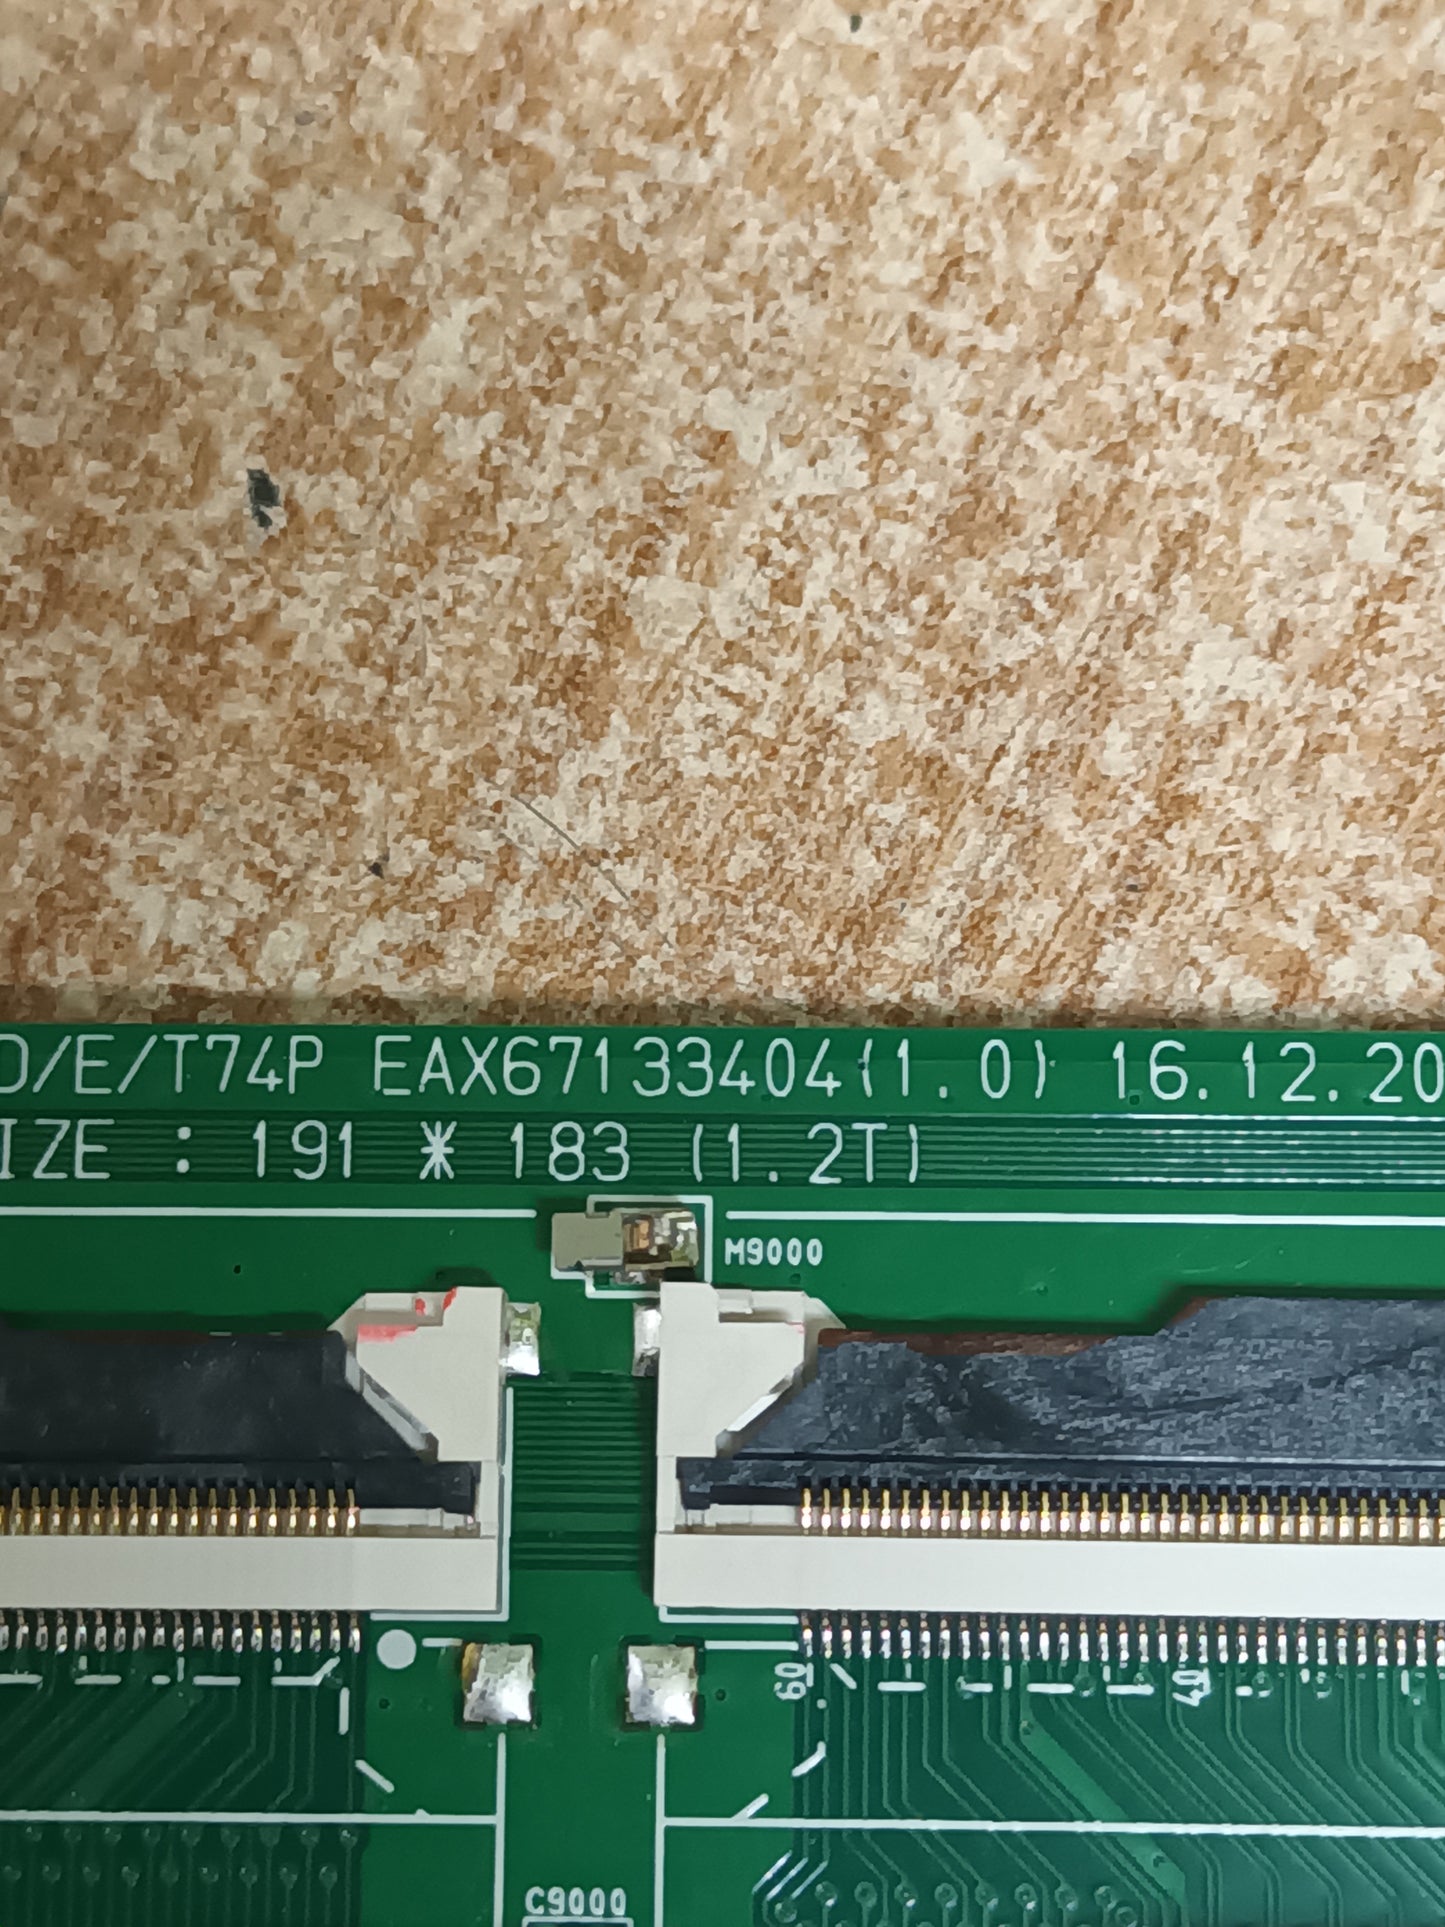 D/E/T74P EAX67133404(1.0) 16.12.20
IZE : 191 * 183 (1.2T)
M9000
60
40
C9000